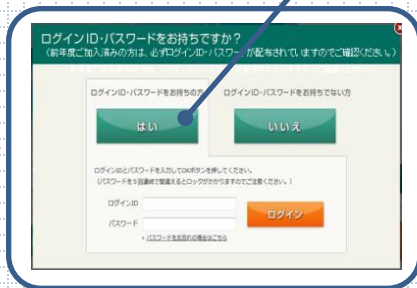 ログインID・パスワードをお持ちですか？
（前年度ご加入済みの方は、必ずログインID・パスワードが配布されていますのでご確認ください。）
ログインID・パスワードをお持ちの方
ログインID・パスワードをお持ちでない方
はい
いいえ
ログインIDとパスワードを入力してOKボタンを押してください。
（パスワードを5回連続で間違えるとロックがかかりますのでご注意ください。）
ログインID
パスワード
ログイン
パスワードをお忘れの場合はこちら